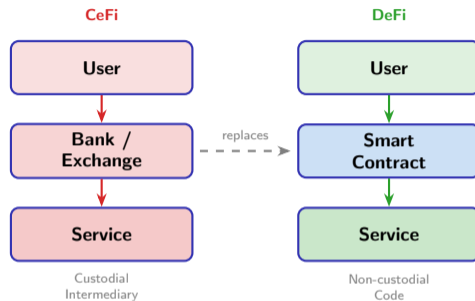 CeFi
DeFi
User
User
Bank /
Exchange
replaces
Smart
Contract
Service
Service
Custodial
Intermediary
Non-custodial
Code